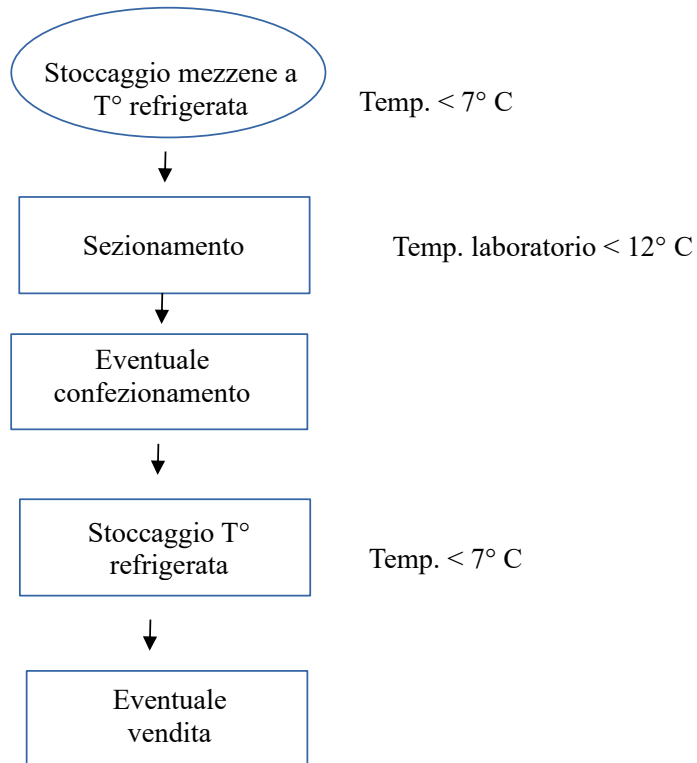 Stoccaggio mezzene a
T° refrigerata
Temp. < 7° C
Sezionamento
Temp. laboratorio < 12° C
Eventuale
confezionamento
Stoccaggio T°
refrigerata
Temp. < 7° C
Eventuale
vendita